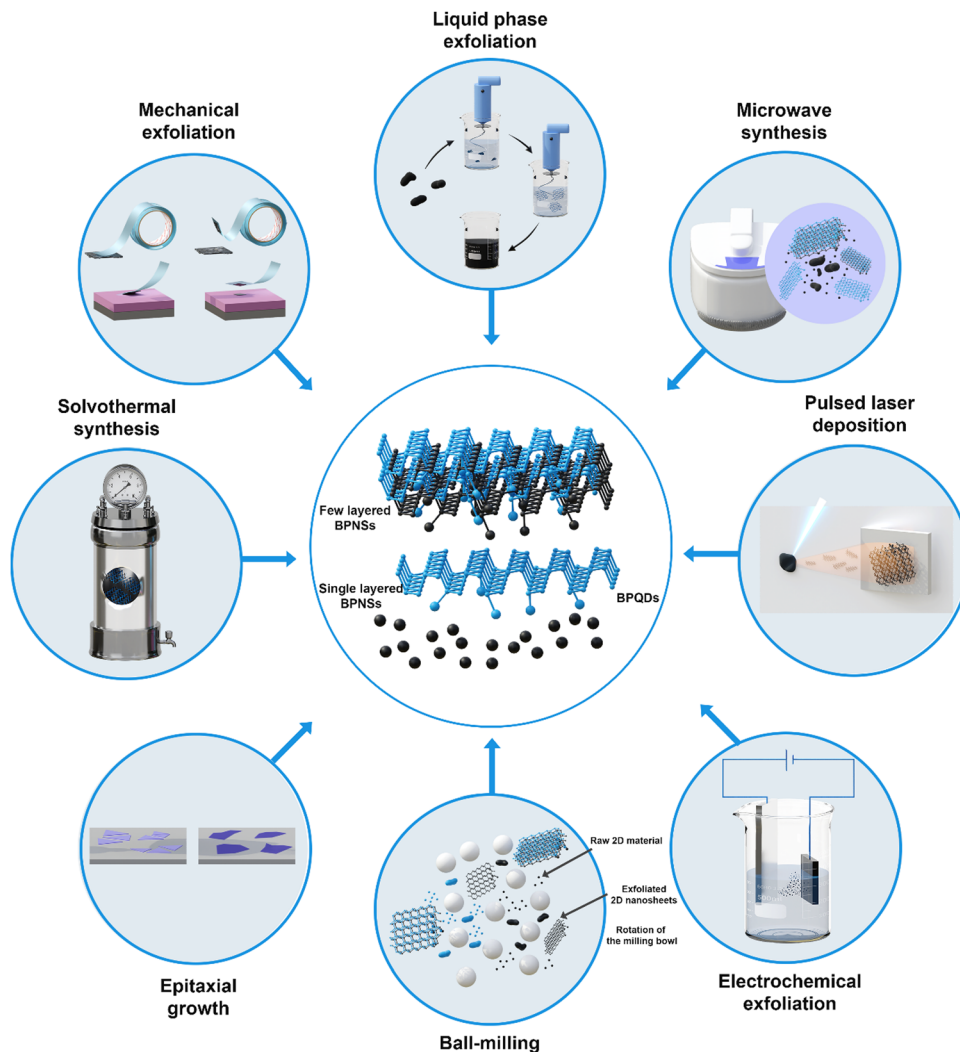 Liquid phase
exfoliation
Mechanical
exfoliation
Microwave
synthesis
Solvothermal
synthesis
Pulsed laser
deposition
Few layered
BPNSs
Single layered
BPNSs
BPQDs
Raw 2D material
Exfoliated
2D nanosheets
Rotation of
the milling bowl
Epitaxial
growth
Electrochemical
exfoliation
Ball-milling